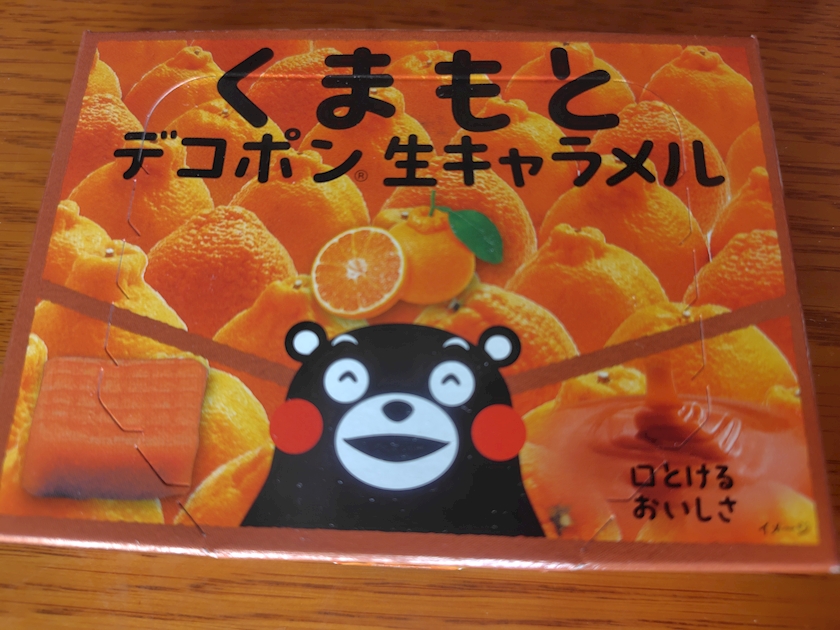 くまもと
デコポン®生キャラメル
口とける
おいしさ
イメージ